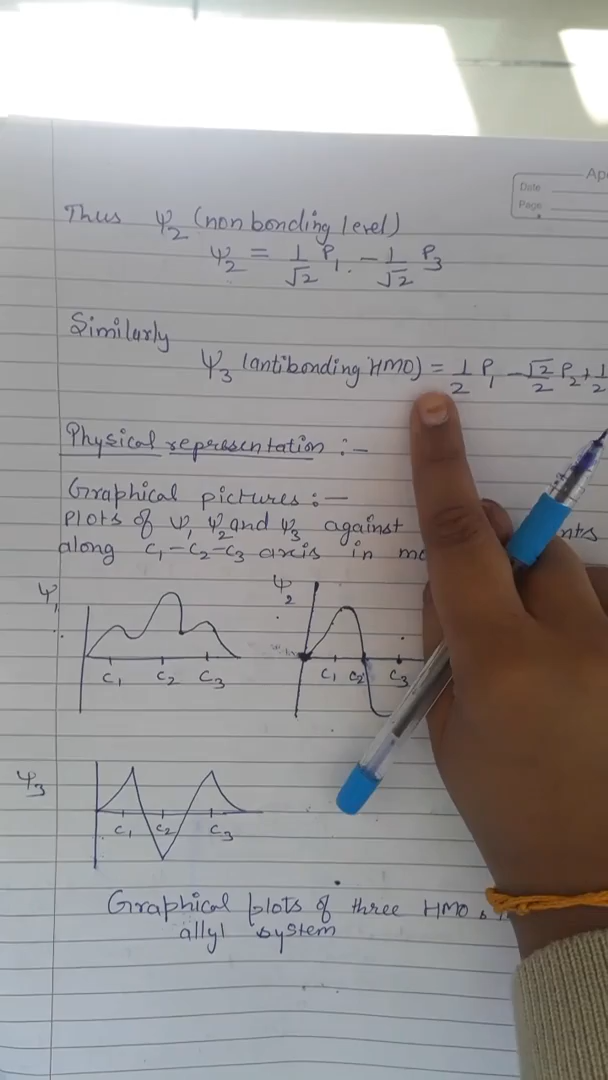 Date
Page
Thus ψ₂ (non bonding level)
ψ₂ = 1/√2 P₁ - 1/√2 P₃
Similarly
ψ₃ (antibonding HMO) = 1/2 P₁ - √2/2 P₂ + 1/2
Physical representation :-
Graphical pictures :-
Plots of ψ₁ ψ₂ and ψ₃ against
along C₁-C₂-C₃ axis in
ψ₁
C₁ C₂ C₃
ψ₂
C₁ C₂ C₃
ψ₃
C₁ C₂ C₃
Graphical plots of three HMOs
allyl system